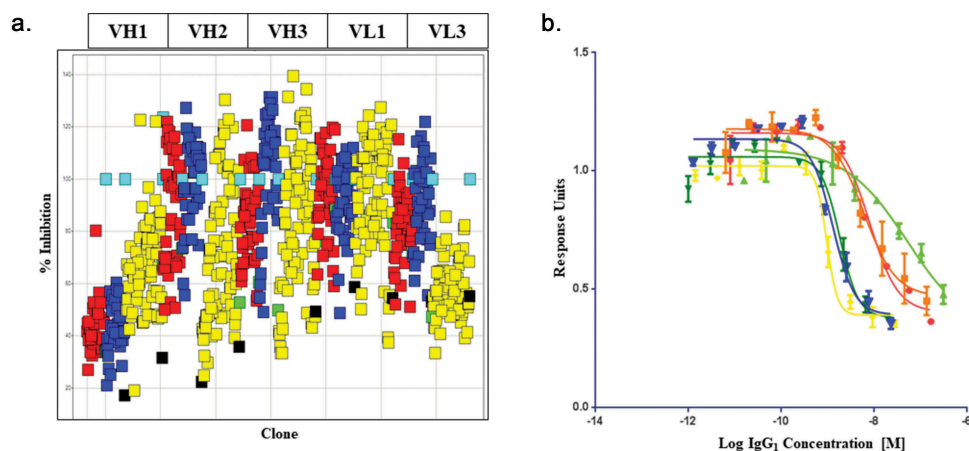 a.
VH1 VH2 VH3 VL1 VL3
140
120
100
80
60
40
20
% Inhibition
Clone
b.
1.5
1.0
0.5
0.0
Response Units
-14 -12 -10 -8 -6
Log IgG₁ Concentration [M]